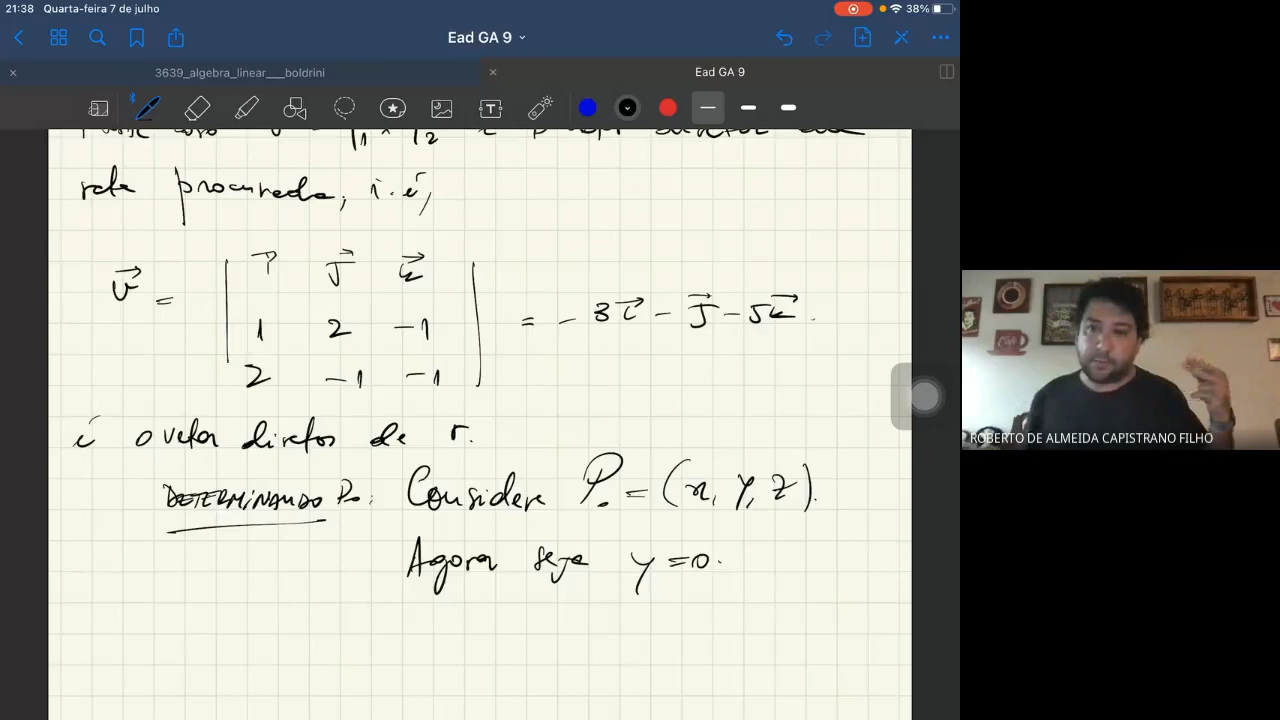 21:38 Quarta-feira 7 de julho
38%
Ead GA 9
3639_algebra_linear___boldrini
Ead GA 9
η₁ × η₂
reta procurada, i.é,
v⃗ = | i⃗ j⃗ k⃗ |
| 1 2 -1 | = -3i⃗ - j⃗ - 5k⃗.
| 2 -1 -1 |
é o vetor diretor de r.
DETERMINANDO P₀: Considere P₀ = (x, y, z).
Agora seja y = 0.
ROBERTO DE ALMEIDA CAPISTRANO FILHO